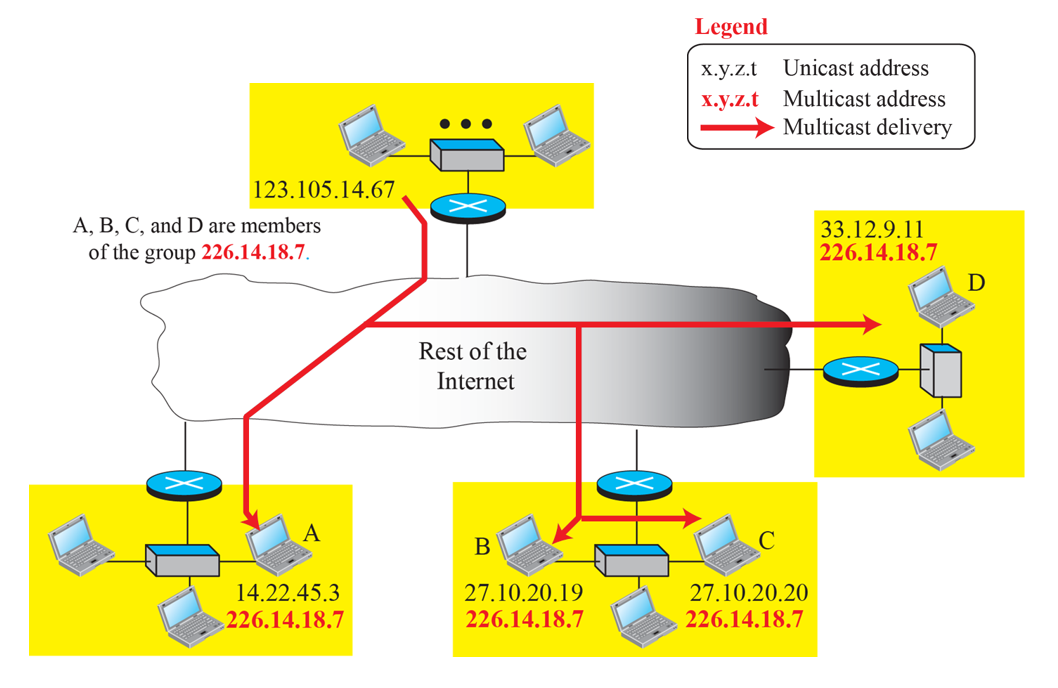 Legend
x.y.z.t Unicast address
x.y.z.t Multicast address
Multicast delivery
123.105.14.67
A, B, C, and D are members
of the group 226.14.18.7.
33.12.9.11
226.14.18.7
D
Rest of the
Internet
A
14.22.45.3
226.14.18.7
B
C
27.10.20.19
27.10.20.20
226.14.18.7
226.14.18.7